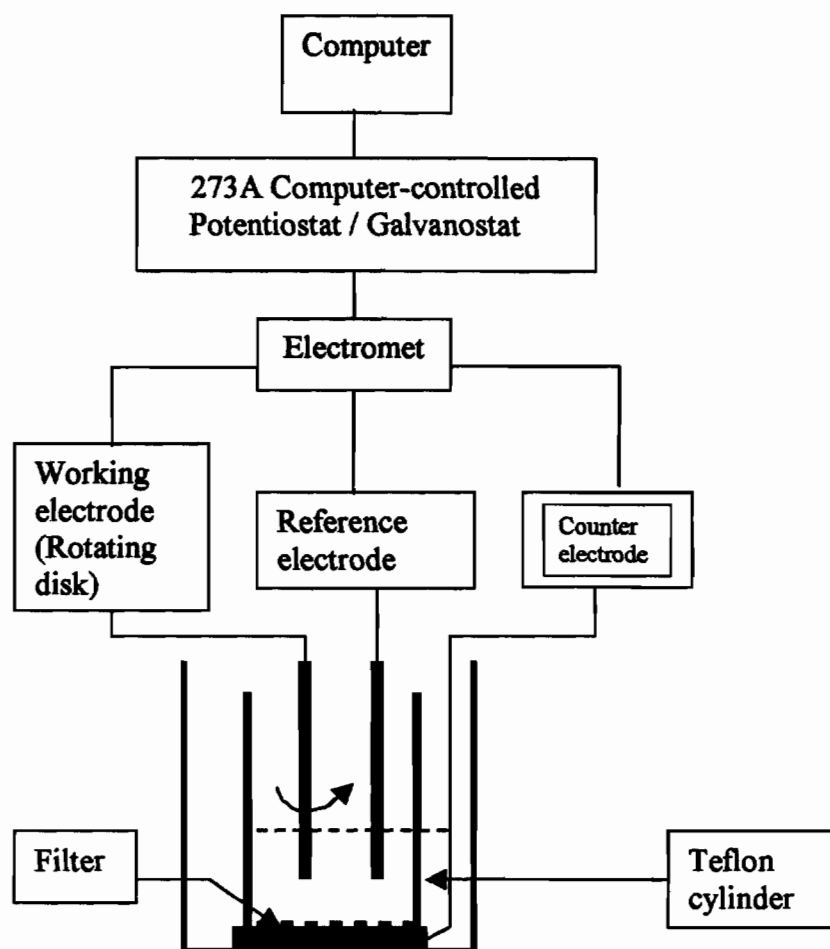 Computer
273A Computer-controlled
Potentiostat / Galvanostat
Electromet
Working
electrode
(Rotating
disk)
Reference
electrode
Counter
electrode
Filter
Teflon
cylinder